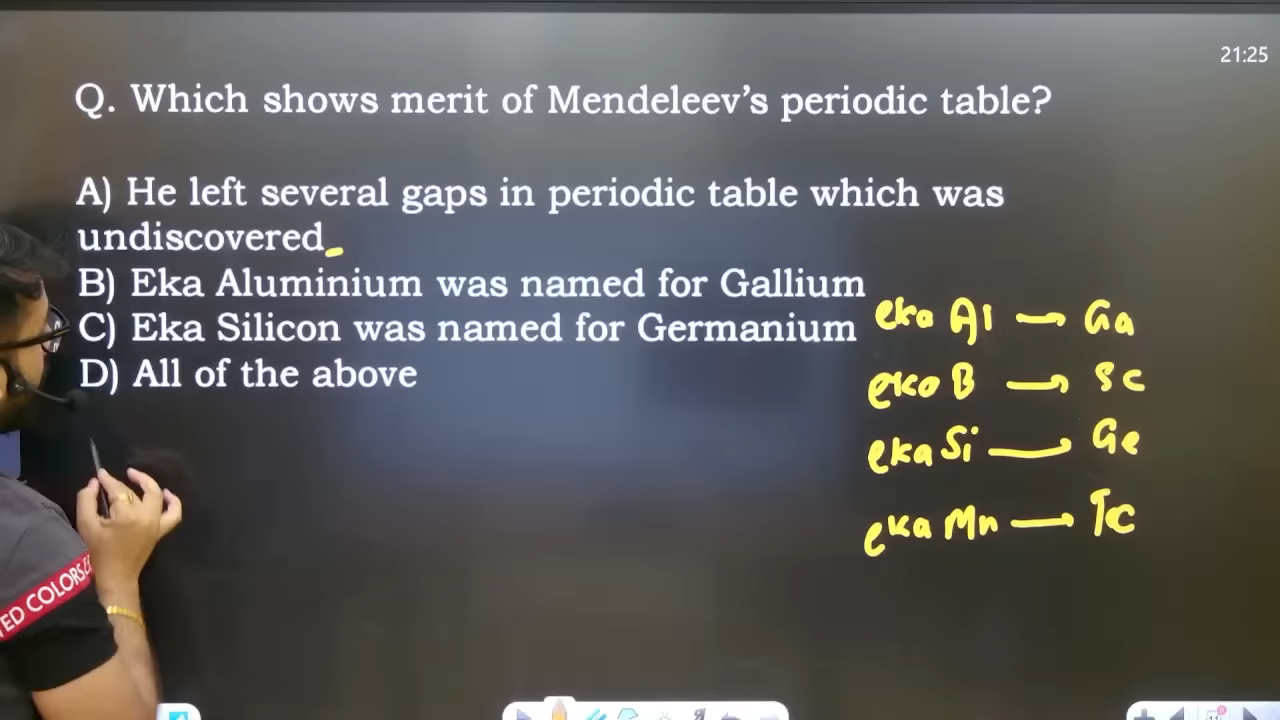 21:25
Q. Which shows merit of Mendeleev's periodic table?
A) He left several gaps in periodic table which was
undiscovered
B) Eka Aluminium was named for Gallium
C) Eka Silicon was named for Germanium
D) All of the above
eka Al → Ga
eka B → Sc
eka Si → Ge
eka Mn → Tc
TED COLORS